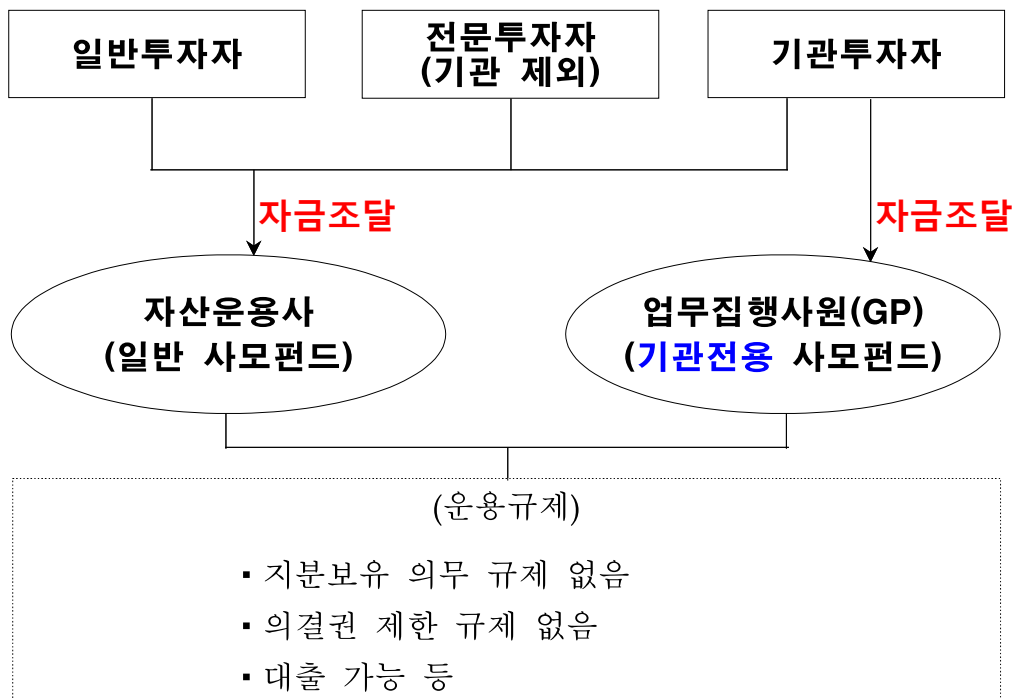 일반투자자
전문투자자
(기관 제외)
기관투자자
자금조달
자금조달
자산운용사
(일반 사모펀드)
업무집행사원(GP)
(기관전용 사모펀드)
(운용규제)
▪ 지분보유 의무 규제 없음
▪ 의결권 제한 규제 없음
▪ 대출 가능 등